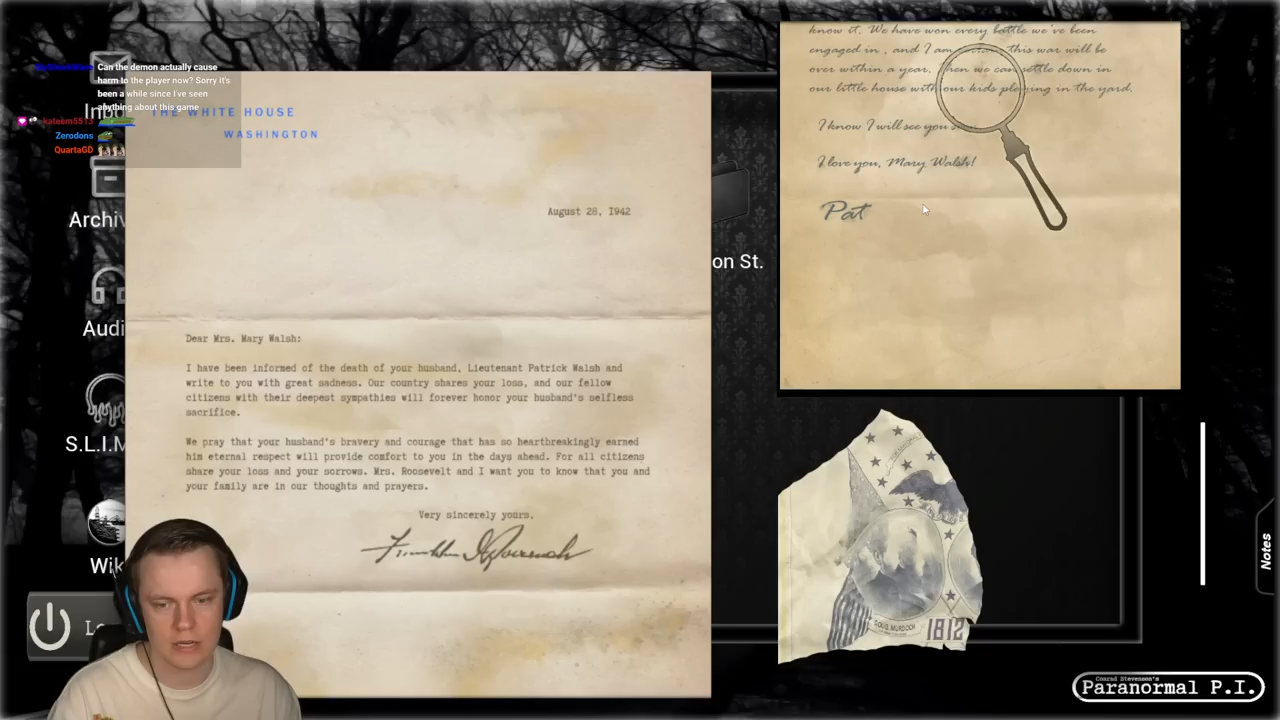 Can the demon actually cause
harm to the player now? Sorry it's
been a while since I've seen
anything about this game
kateem5513
Zerodons
QuartaGD
Archiv
Audi
S.L.I.M
Wik
THE WHITE HOUSE
WASHINGTON
August 28, 1942
Dear Mrs. Mary Walsh:
I have been informed of the death of your husband, Lieutenant Patrick Walsh and
write to you with great sadness. Our country shares your loss, and our fellow
citizens with their deepest sympathies will forever honor your husband's selfless
sacrifice.
We pray that your husband's bravery and courage that has so heartbreakingly earned
him eternal respect will provide comfort to you in the days ahead. For all citizens
share your loss and your sorrows. Mrs. Roosevelt and I want you to know that you and
your family are in our thoughts and prayers.
Very sincerely yours,
on St.
know it. We have won every battle we've been
engaged in, and I am this war will be
over within a year. Then we can settle down in
our little house with our kids playing in the yard.
I know I will see you
I love you, Mary Walsh!
Pat
DOUG MURDOCH
1812
Notes
Conrad Stevenson's
Paranormal P.I.